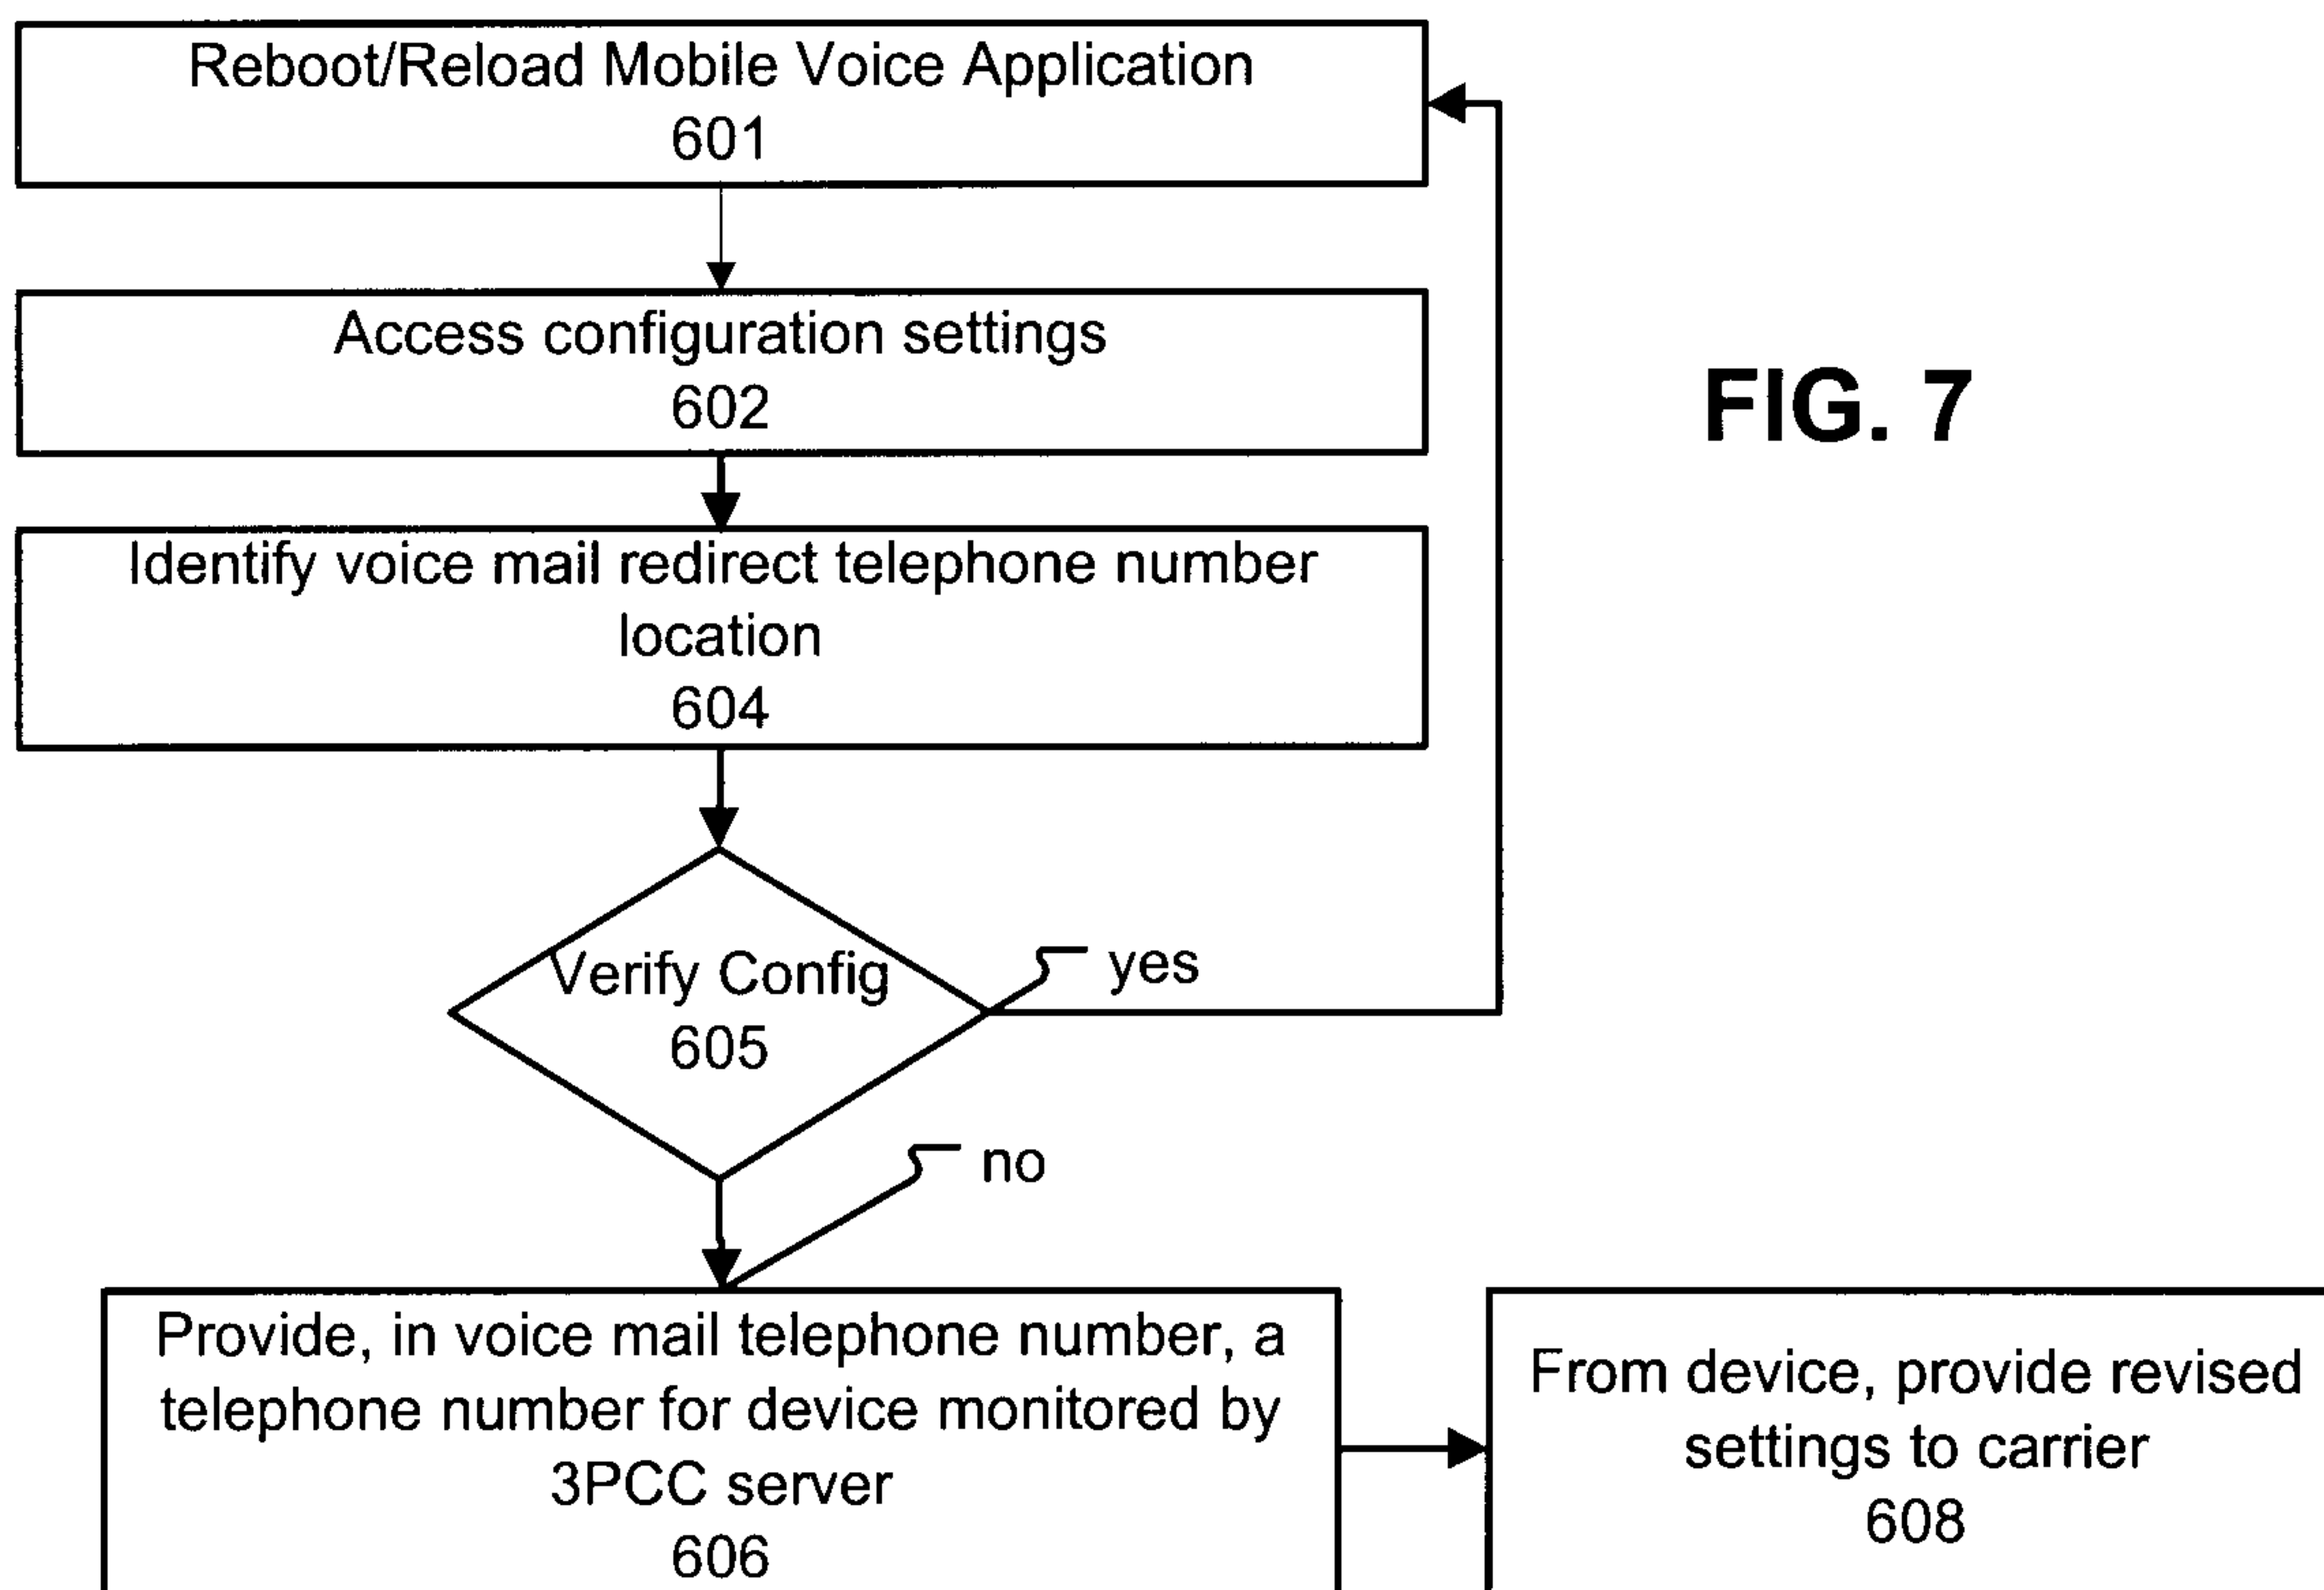 Reboot/Reload Mobile Voice Application
601
Access configuration settings
602
FIG. 7
Identify voice mail redirect telephone number
location
604
Verify Config
605
yes
no
Provide, in voice mail telephone number, a
telephone number for device monitored by
3PCC server
606
From device, provide revised
settings to carrier
608